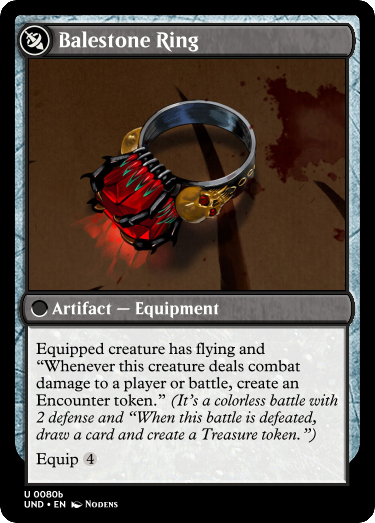 Balestone Ring
Artifact — Equipment
Equipped creature has flying and
“Whenever this creature deals combat
damage to a player or battle, create an
Encounter token.” (It’s a colorless battle with
2 defense and “When this battle is defeated,
draw a card and create a Treasure token.”)
Equip 4
U 0080b
UND • EN Nodens